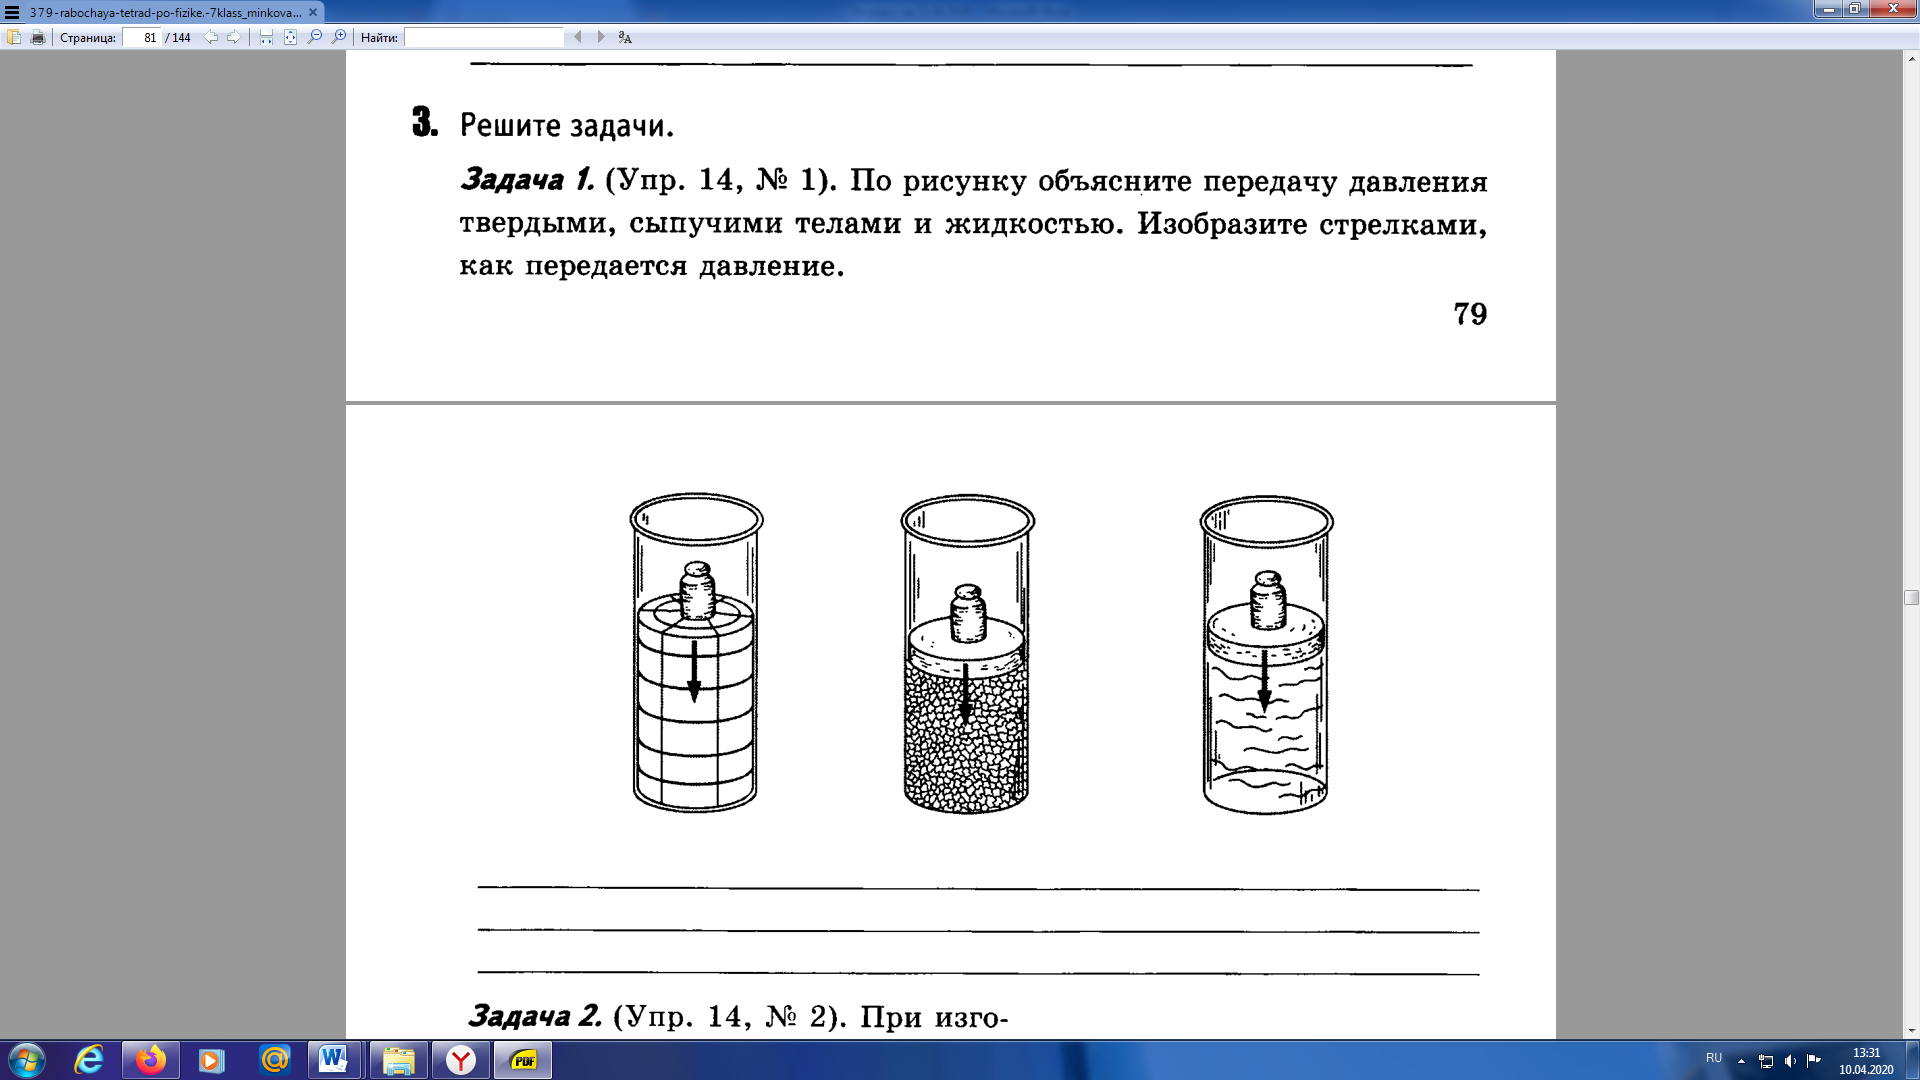 379-rabochaya-tetrad-po-fizike.-7klass_minkova...
Страница: 81 / 144 Найти:
3. Решите задачи.
Задача 1. (Упр. 14, № 1). По рисунку объясните передачу давления
твердыми, сыпучими телами и жидкостью. Изобразите стрелками,
как передается давление.
79
Задача 2. (Упр. 14, № 2). При изго-
PDF
RU
13:31
10.04.2020